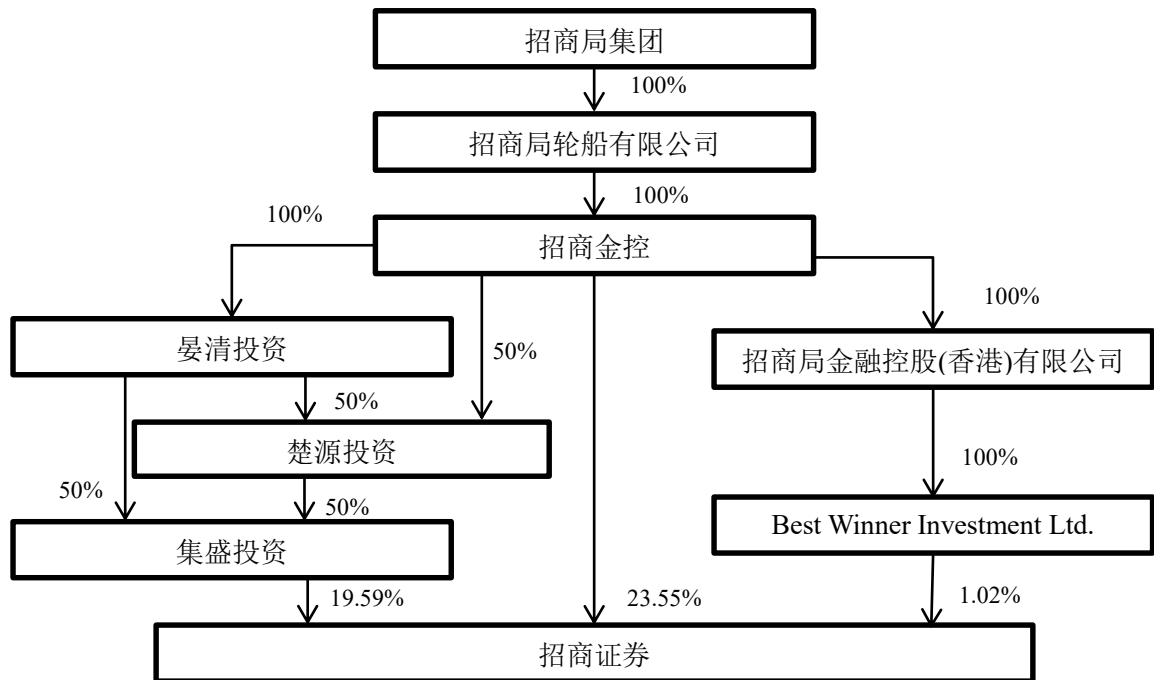 招商局集团
100%
招商局轮船有限公司
100%
100%
招商金控
100%
晏清投资
50%
招商局金融控股(香港)有限公司
50%
楚源投资
100%
50%
50%
Best Winner Investment Ltd.
集盛投资
19.59%
23.55%
1.02%
招商证券